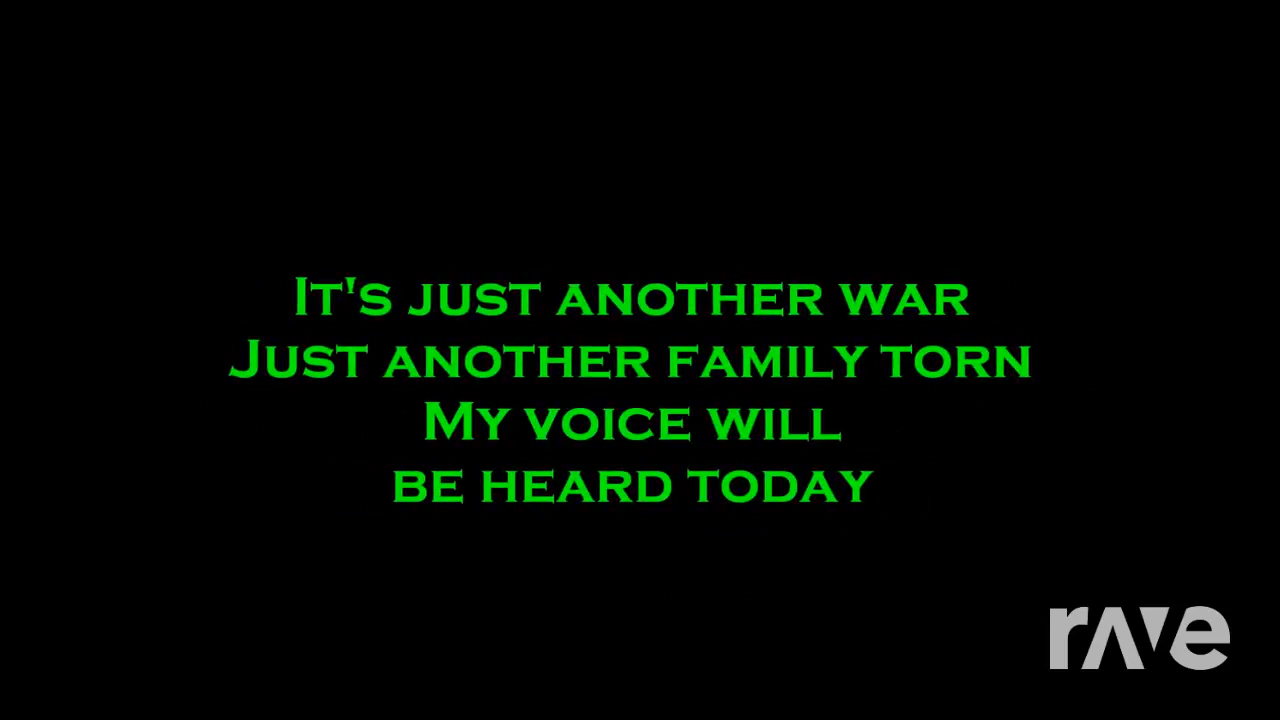 It's just another war
Just another family torn
My voice will
be heard today
rave